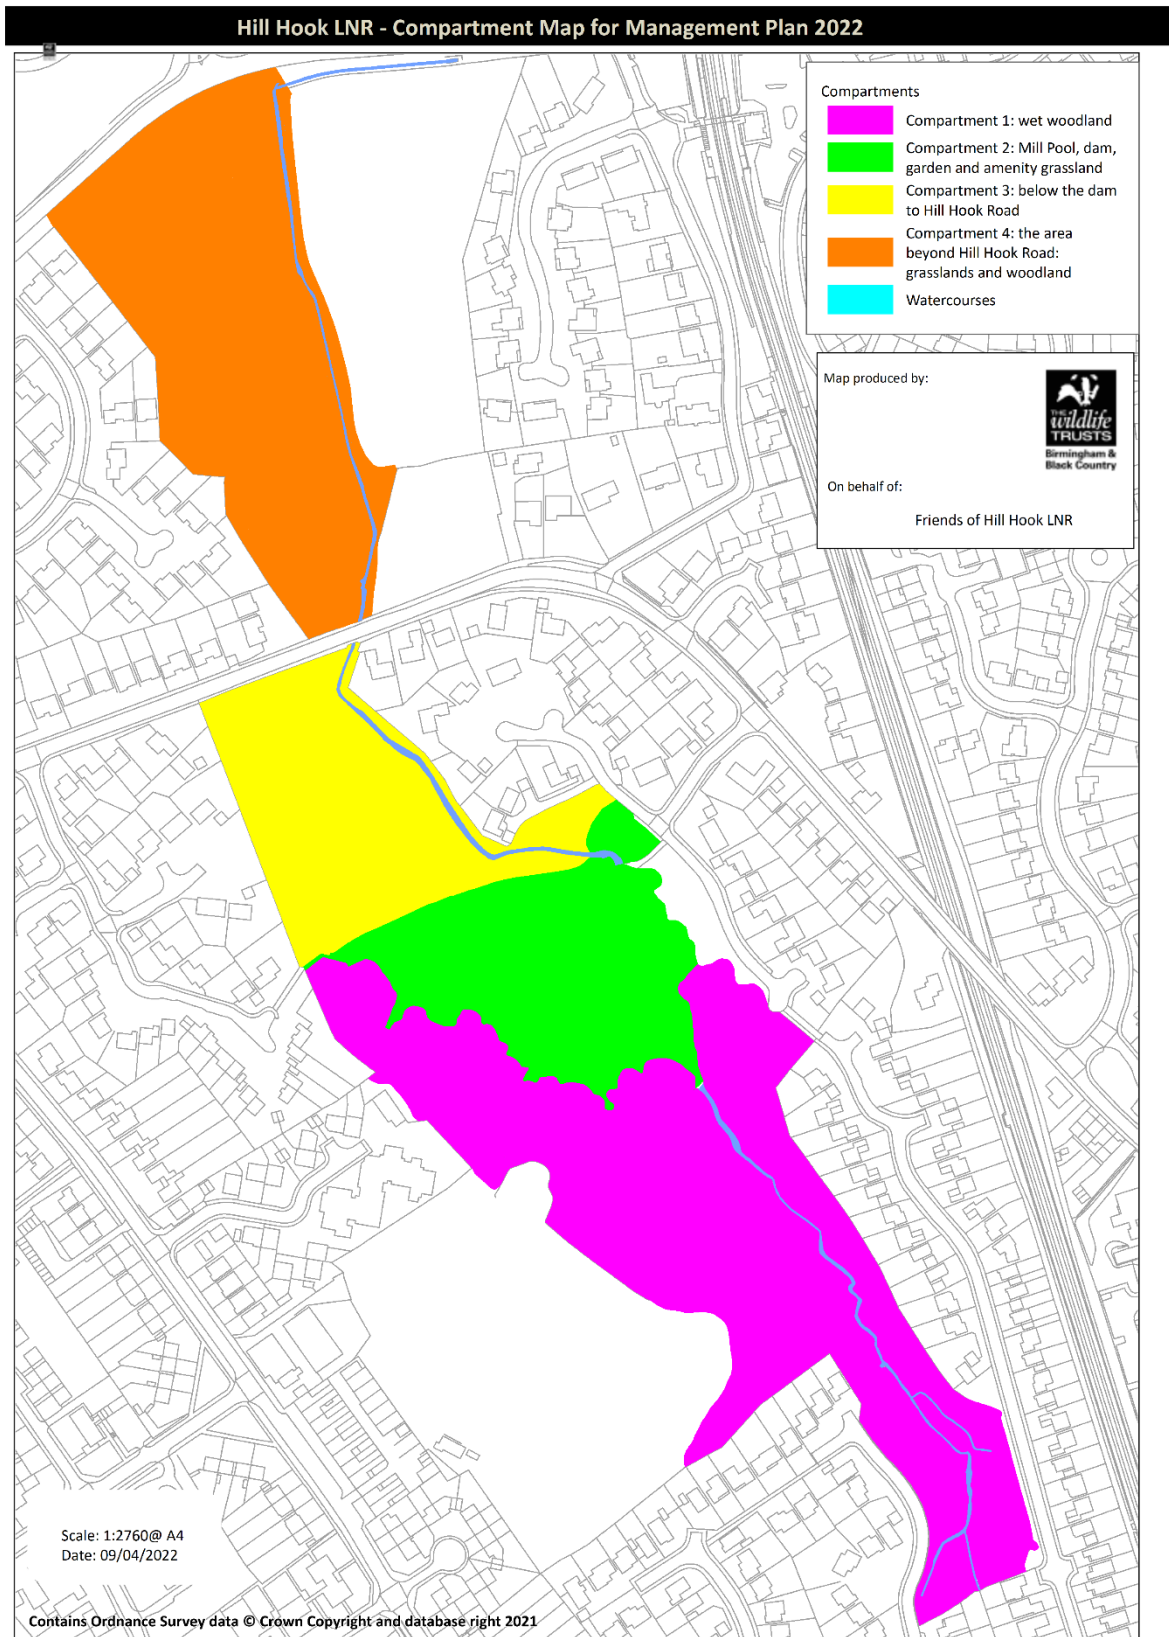 Hill Hook LNR - Compartment Map for Management Plan 2022
Compartments
Compartment 1: wet woodland
Compartment 2: Mill Pool, dam,
garden and amenity grassland
Compartment 3: below the dam
to Hill Hook Road
Compartment 4: the area
beyond Hill Hook Road:
grasslands and woodland
Watercourses
Map produced by:
THE
wildlife
TRUSTS
Birmingham &
Black Country
On behalf of:
Friends of Hill Hook LNR
Scale: 1:2760@ A4
Date: 09/04/2022
Contains Ordnance Survey data © Crown Copyright and database right 2021